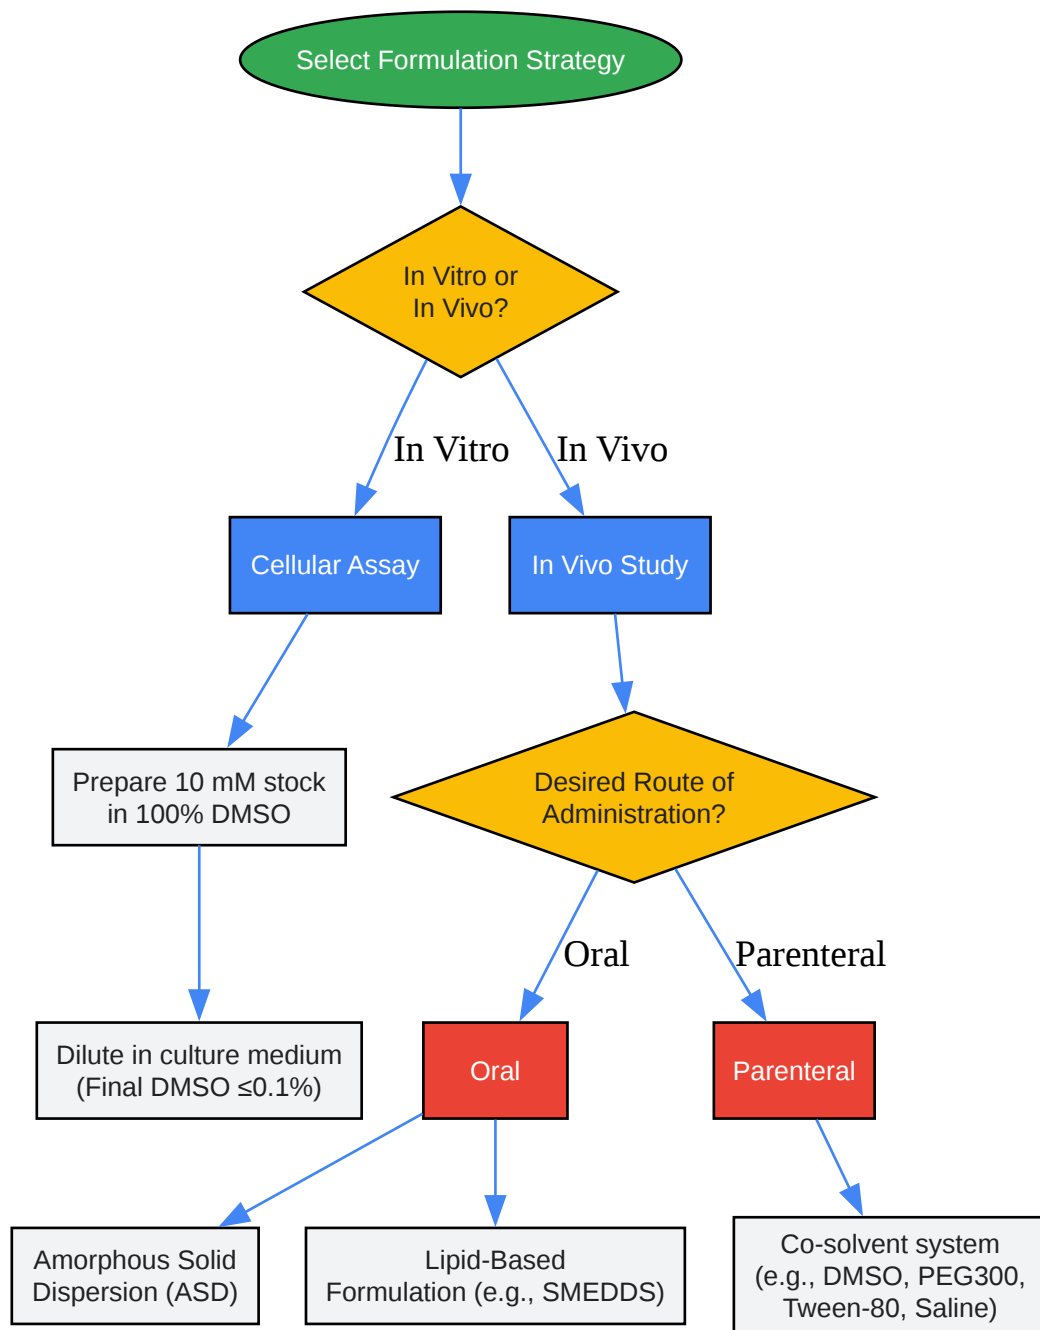 Select Formulation Strategy
In Vitro or
In Vivo?
In Vitro
In Vivo
Cellular Assay
In Vivo Study
Prepare 10 mM stock
in 100% DMSO
Desired Route of
Administration?
Oral
Parenteral
Dilute in culture medium
(Final DMSO ≤0.1%)
Oral
Parenteral
Amorphous Solid
Dispersion (ASD)
Lipid-Based
Formulation (e.g., SMEDDS)
Co-solvent system
(e.g., DMSO, PEG300,
Tween-80, Saline)